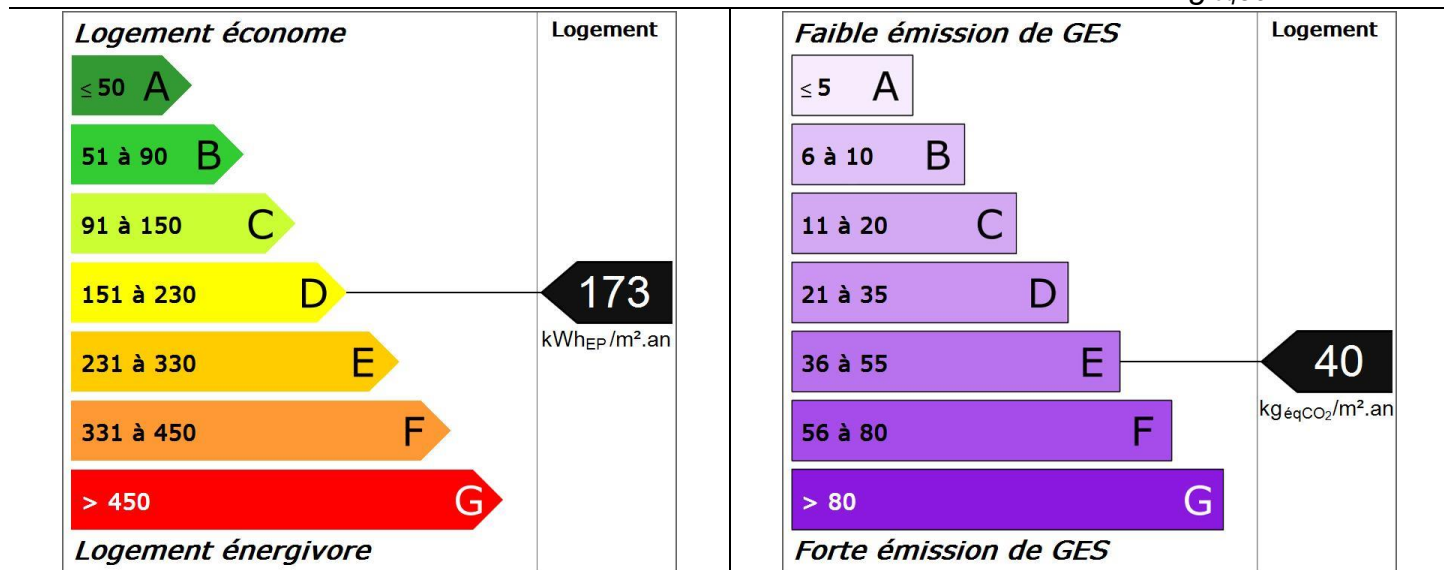 Logement économe
Logement
≤ 50 A
51 à 90 B
91 à 150 C
151 à 230 D
173
kWhEP/m².an
231 à 330 E
331 à 450 F
> 450 G
Logement énergivore
Faible émission de GES
Logement
≤ 5 A
6 à 10 B
11 à 20 C
21 à 35 D
36 à 55 E
40
kgéqCO2/m².an
56 à 80 F
> 80 G
Forte émission de GES